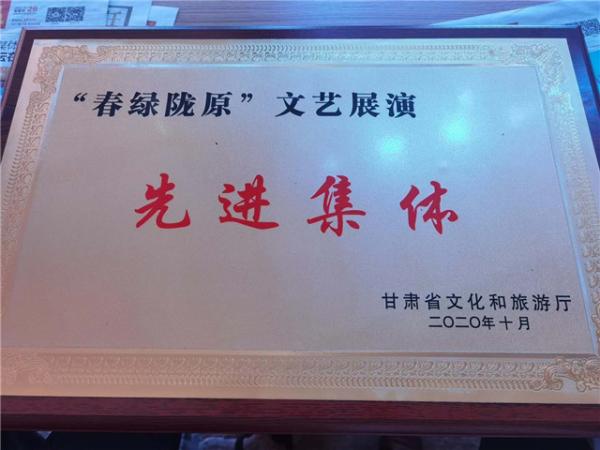 “春绿陇原”文艺展演
先进集体
甘肃省文化和旅游厅
二〇二〇年十月